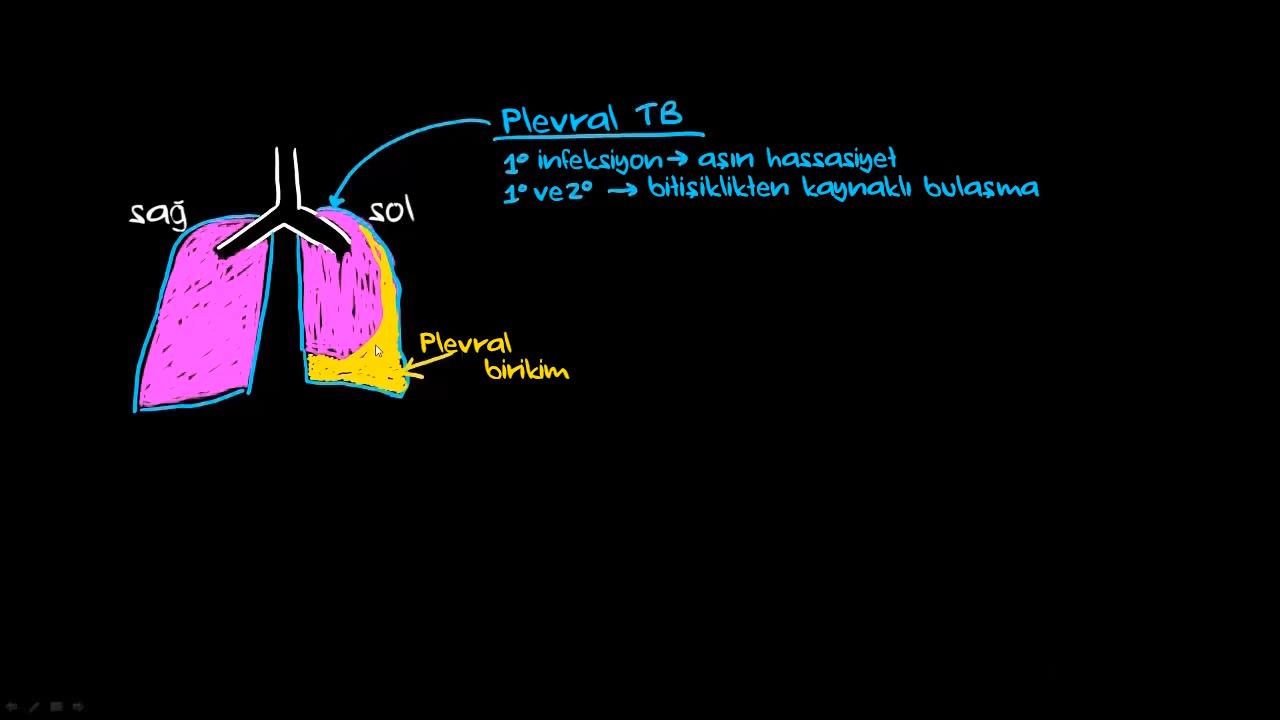 Plevral TB
1° infeksiyon → aşırı hassasiyet
1° ve 2° → bitişiklikten kaynaklı bulaşma
sağ
sol
Plevral
birikim